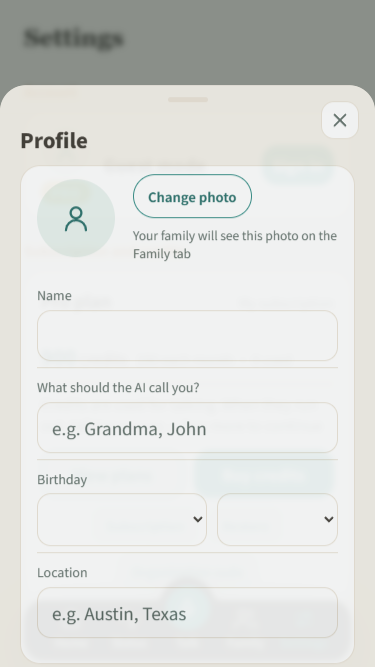 Settings
Profile
Change photo
Your family will see this photo on the
Family tab
Name
What should the AI call you?
e.g. Grandma, John
Birthday
Location
e.g. Austin, Texas